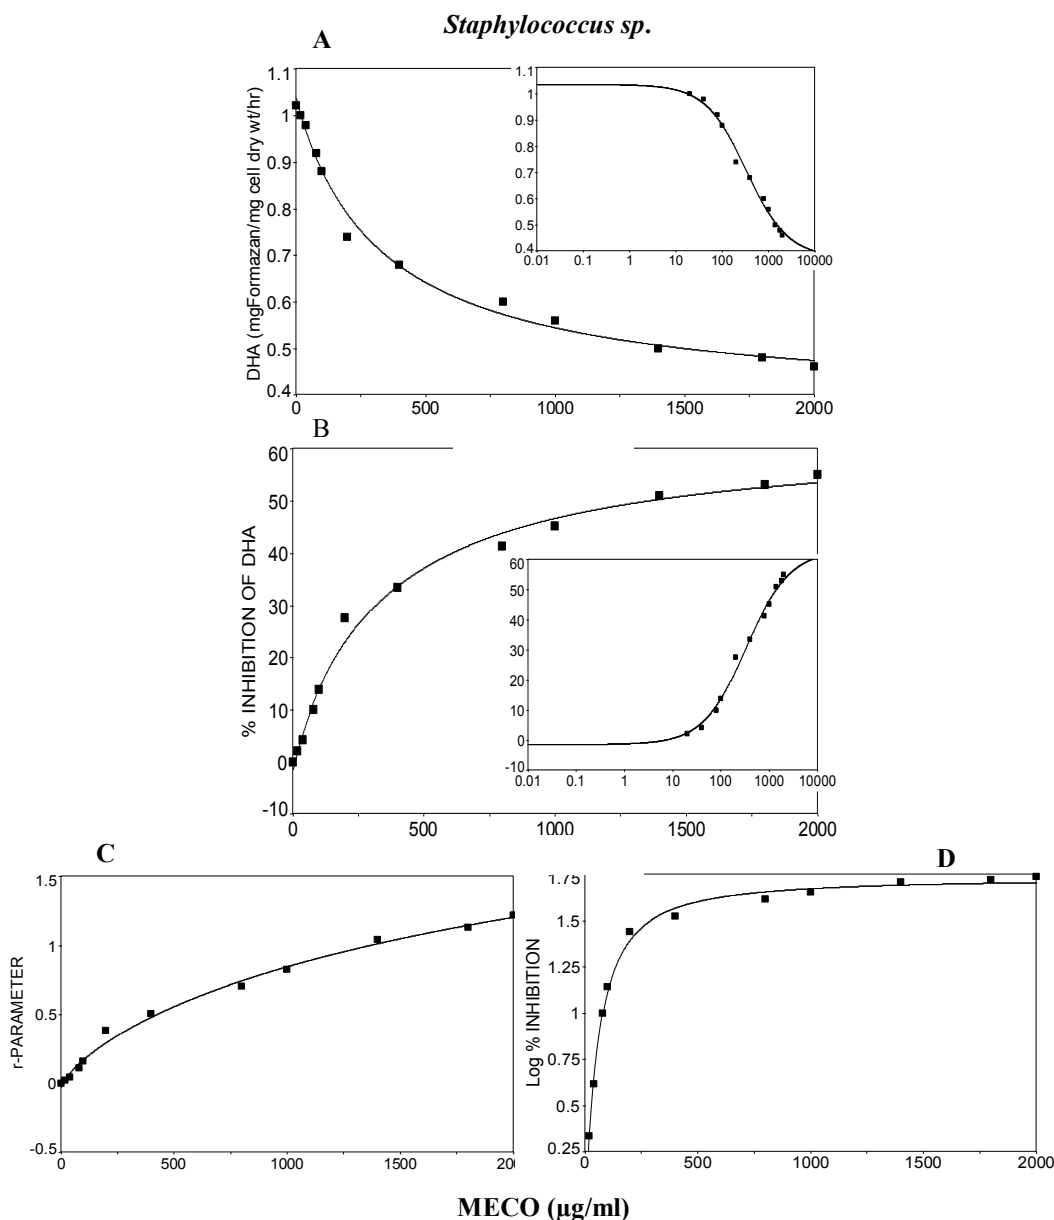 Staphylococcus sp.
A
DHA (mgFormazan/mg cell dry wt/hr)
1.1
1
0.9
0.8
0.7
0.6
0.5
0.4
0 500 1000 1500 2000
1.1
1
0.9
0.8
0.7
0.6
0.5
0.4
0.01 0.1 1 10 100 1000 10000
B
% INHIBITION OF DHA
60
50
40
30
20
10
0
-10
0 500 1000 1500 2000
60
50
40
30
20
10
0
-10
0.01 0.1 1 10 100 1000 10000
C
r-PARAMETER
1.5
1
0.5
0
-0.5
0 500 1000 1500 200
D
Log % INHIBITION
1.75
1.5
1.25
1
0.75
0.5
0.25
0 500 1000 1500 2000
MECO (µg/ml)